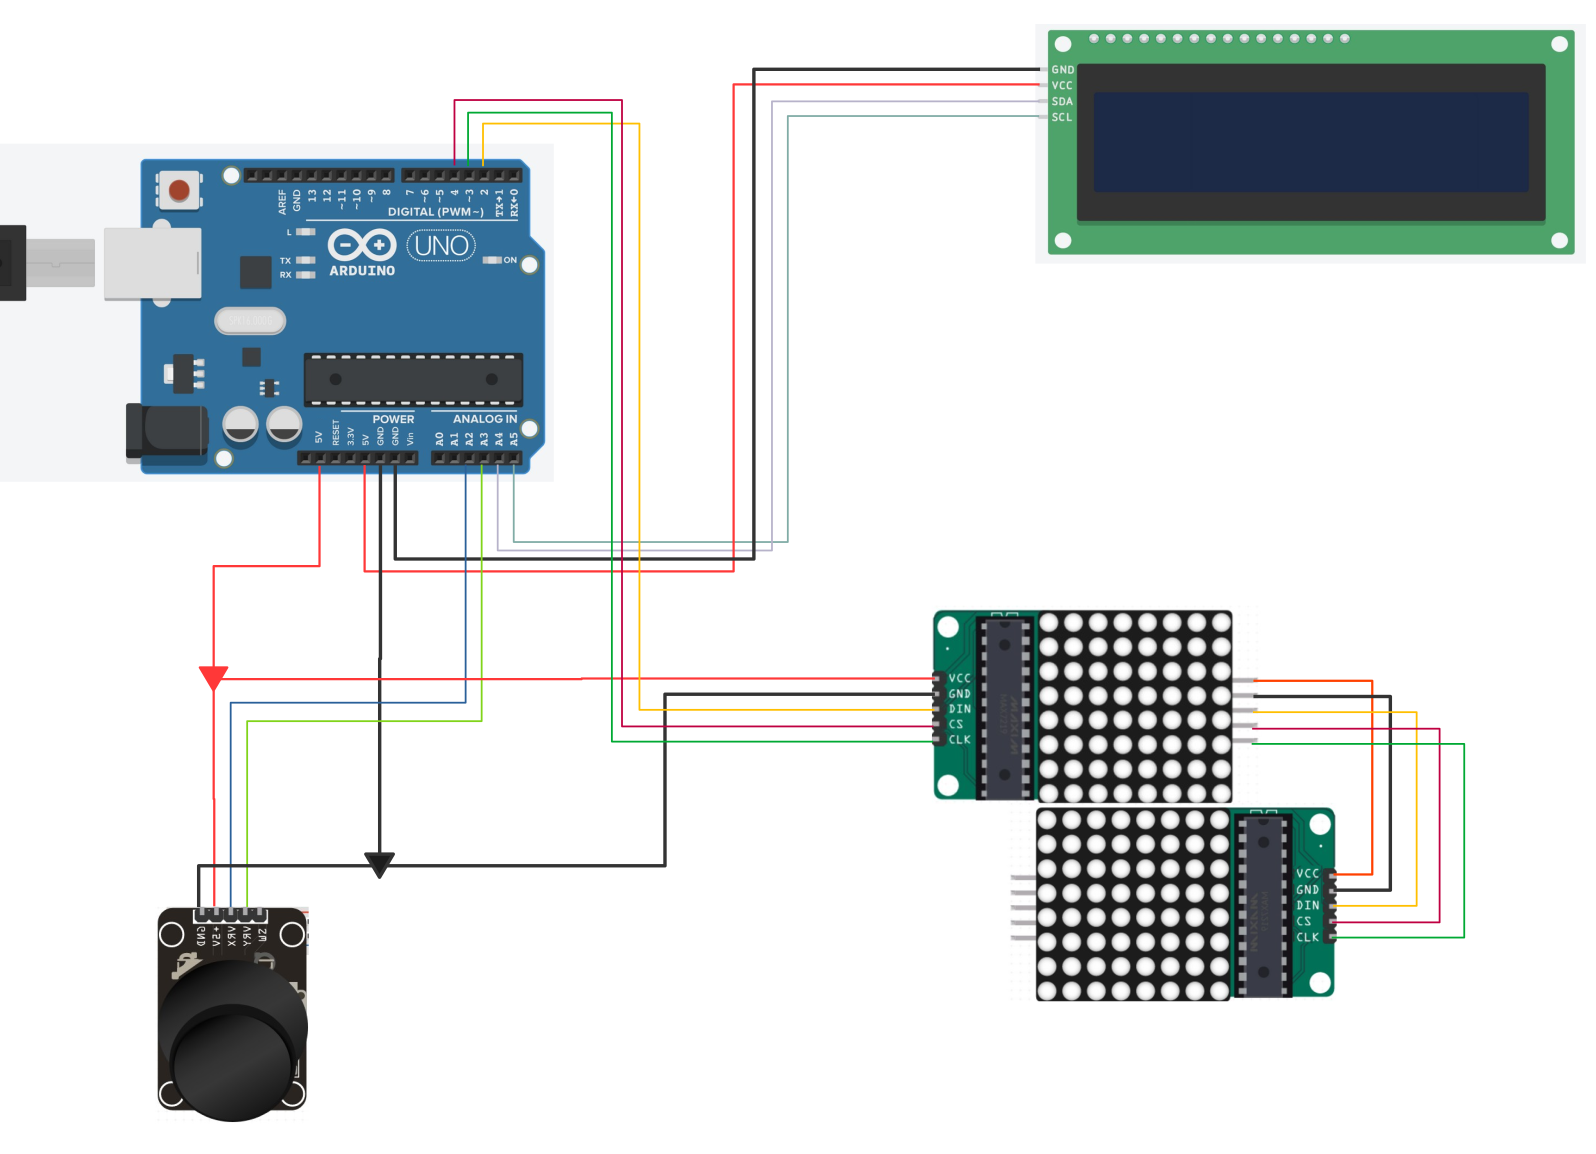 GND
VCC
SDA
SCL
AREF
GND
13
12
~11
~10
~9
8
7
~6
~5
4
~3
2
TX→1
RX←0
DIGITAL (PWM~)
L
TX
RX
ARDUINO
UNO
ON
POWER
ANALOG IN
5V
RESET
3.3V
5V
GND
GND
Vin
A0
A1
A2
A3
A4
A5
VCC
GND
DIN
CS
CLK
MAXIM
VCC
GND
DIN
CS
CLK
MAXIM
GND
+5V
VRX
VRY
SW